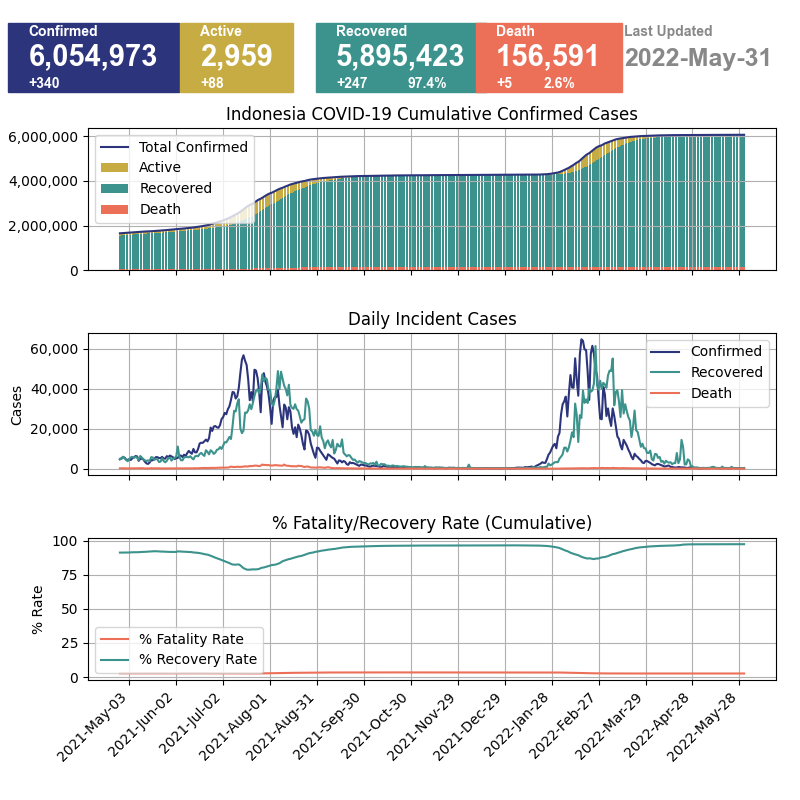 Confirmed
6,054,973
+340
Active
2,959
+88
Recovered
5,895,423
+247 97.4%
Death
156,591
+5 2.6%
Last Updated
2022-May-31
Indonesia COVID-19 Cumulative Confirmed Cases
6,000,000
4,000,000
2,000,000
0
Total Confirmed
Active
Recovered
Death
Daily Incident Cases
Cases
60,000
40,000
20,000
0
Confirmed
Recovered
Death
% Fatality/Recovery Rate (Cumulative)
% Rate
100
75
50
25
0
% Fatality Rate
% Recovery Rate
2021-May-03
2021-Jun-02
2021-Jul-02
2021-Aug-01
2021-Aug-31
2021-Sep-30
2021-Oct-30
2021-Nov-29
2021-Dec-29
2022-Jan-28
2022-Feb-27
2022-Mar-29
2022-Apr-28
2022-May-28